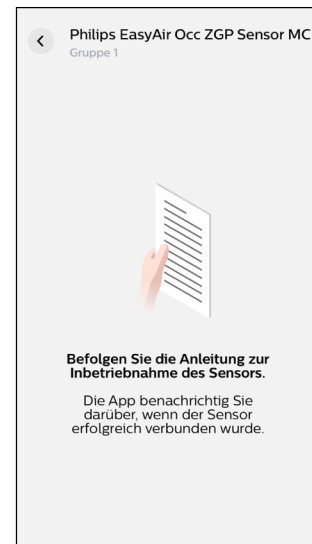 Philips EasyAir Occ ZGP Sensor MC
Gruppe 1
Befolgen Sie die Anleitung zur
Inbetriebnahme des Sensors.
Die App benachrichtig Sie
darüber, wenn der Sensor
erfolgreich verbunden wurde.